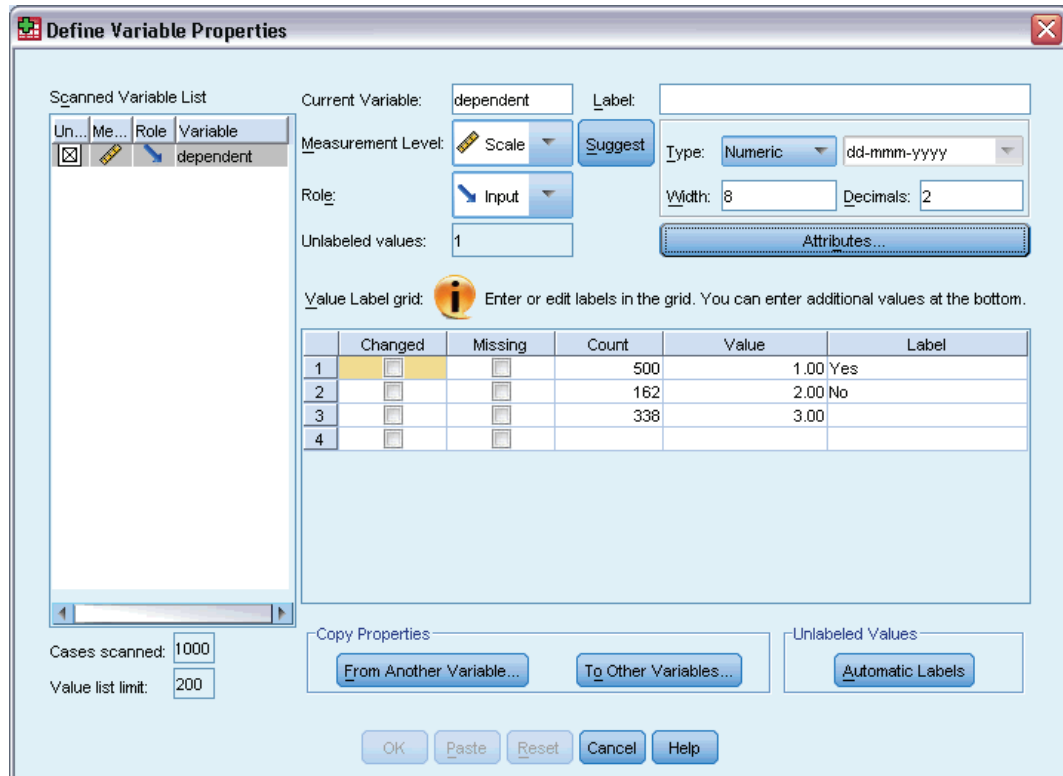 Define Variable Properties
Scanned Variable List
Un... Me... Role Variable
dependent
Cases scanned: 1000
Value list limit: 200
Current Variable: dependent Label:
Measurement Level: Scale Suggest
Type: Numeric dd-mmm-yyyy
Role: Input
Width: 8 Decimals: 2
Unlabeled values: 1
Attributes...
Value Label grid: i Enter or edit labels in the grid. You can enter additional values at the bottom.
Changed Missing Count Value Label
1 500 1.00 Yes
2 162 2.00 No
3 338 3.00
4
Copy Properties
From Another Variable... To Other Variables...
Unlabeled Values
Automatic Labels
OK Paste Reset Cancel Help